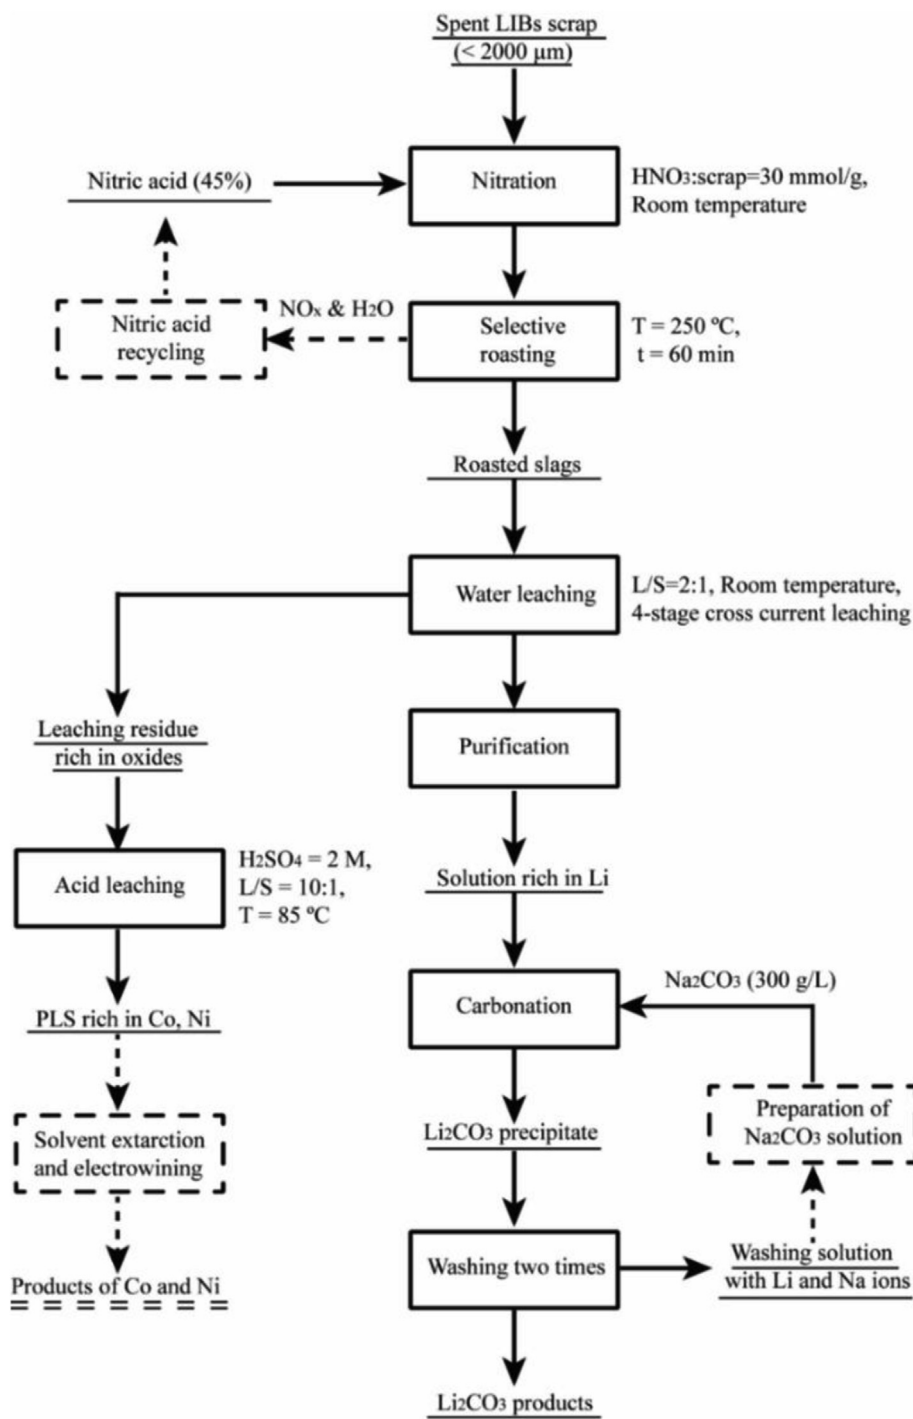 Spent LIBs scrap
(< 2000 μm)
Nitric acid (45%)
Nitration
HNO3:scrap=30 mmol/g,
Room temperature
NOx & H2O
Nitric acid
recycling
Selective
roasting
T = 250 ºC,
t = 60 min
Roasted slags
Water leaching
L/S=2:1, Room temperature,
4-stage cross current leaching
Leaching residue
rich in oxides
Purification
Acid leaching
H2SO4 = 2 M,
L/S = 10:1,
T = 85 ºC
Solution rich in Li
Na2CO3 (300 g/L)
Carbonation
PLS rich in Co, Ni
Preparation of
Na2CO3 solution
Li2CO3 precipitate
Solvent extarction
and electrowining
Washing two times
Washing solution
with Li and Na ions
Products of Co and Ni
Li2CO3 products